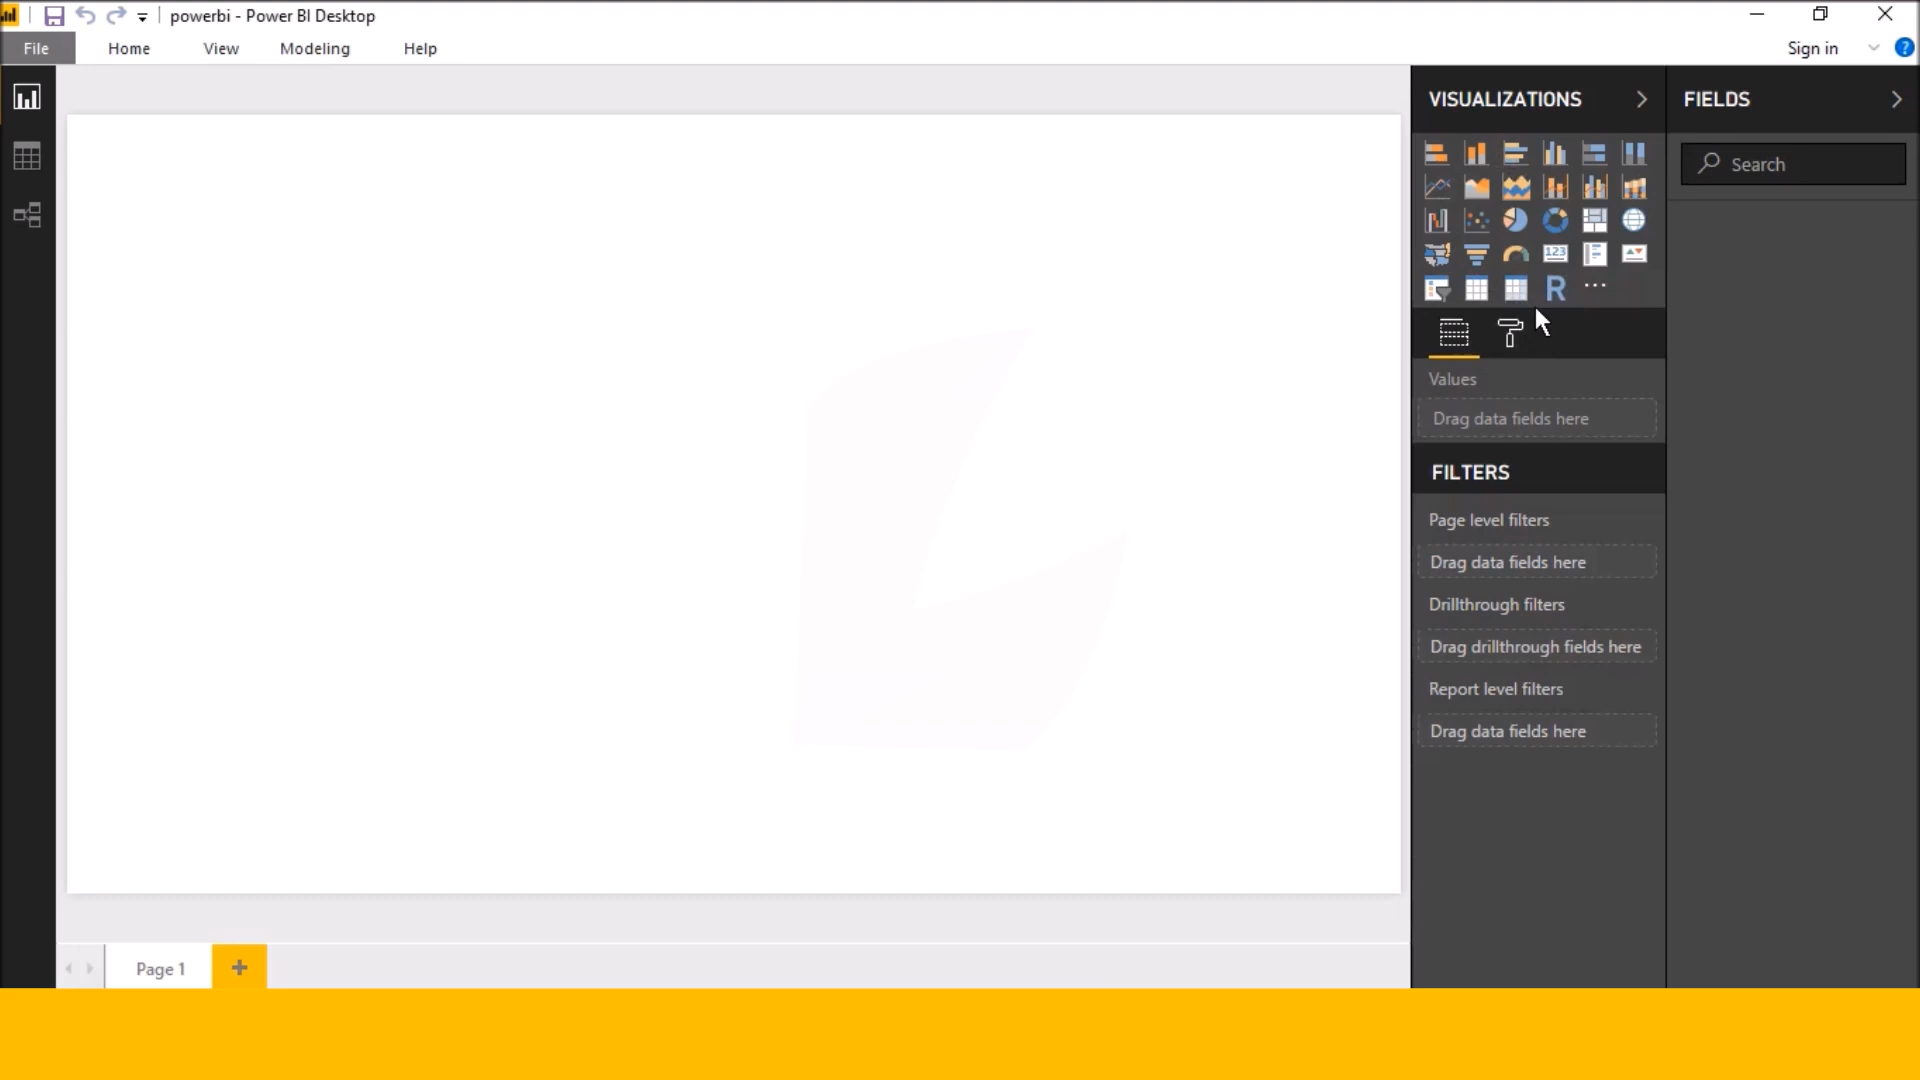 powerbi - Power BI Desktop
File Home View Modeling Help Sign in ?
VISUALIZATIONS
FIELDS
Search
123
R
Values
Drag data fields here
FILTERS
Page level filters
Drag data fields here
Drillthrough filters
Drag drillthrough fields here
Report level filters
Drag data fields here
Page 1